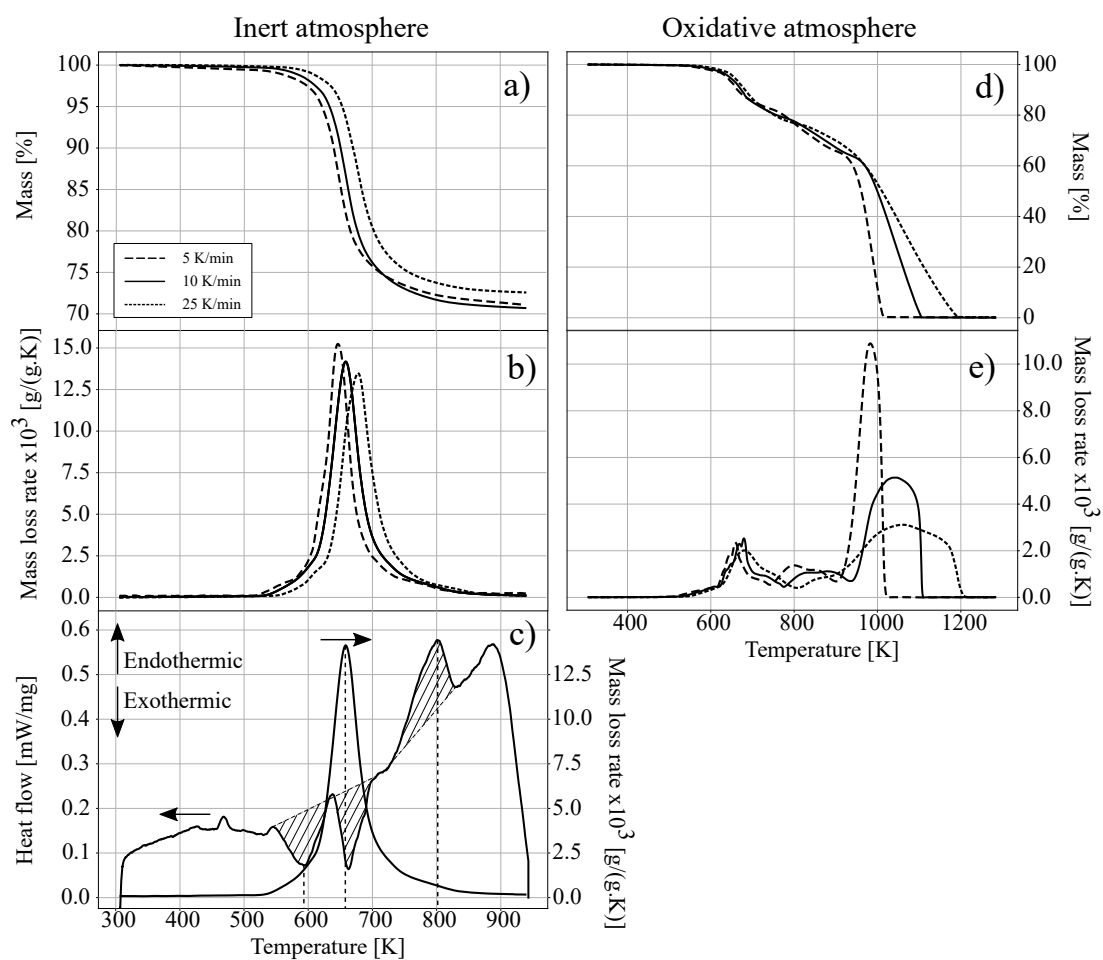 Inert atmosphere
Oxidative atmosphere
a)
100
95
90
85
80
75
70
Mass [%]
5 K/min
10 K/min
25 K/min
d)
100
80
60
40
20
0
Mass [%]
b)
15.0
12.5
10.0
7.5
5.0
2.5
0.0
Mass loss rate x10³ [g/(g.K)]
e)
10.0
8.0
6.0
4.0
2.0
0.0
Mass loss rate x10³ [g/(g.K)]
400
600
800
1000
1200
Temperature [K]
c)
0.6
0.5
0.4
0.3
0.2
0.1
0.0
Heat flow [mW/mg]
Endothermic
Exothermic
12.5
10.0
7.5
5.0
2.5
0.0
Mass loss rate x10³ [g/(g.K)]
300
400
500
600
700
800
900
Temperature [K]